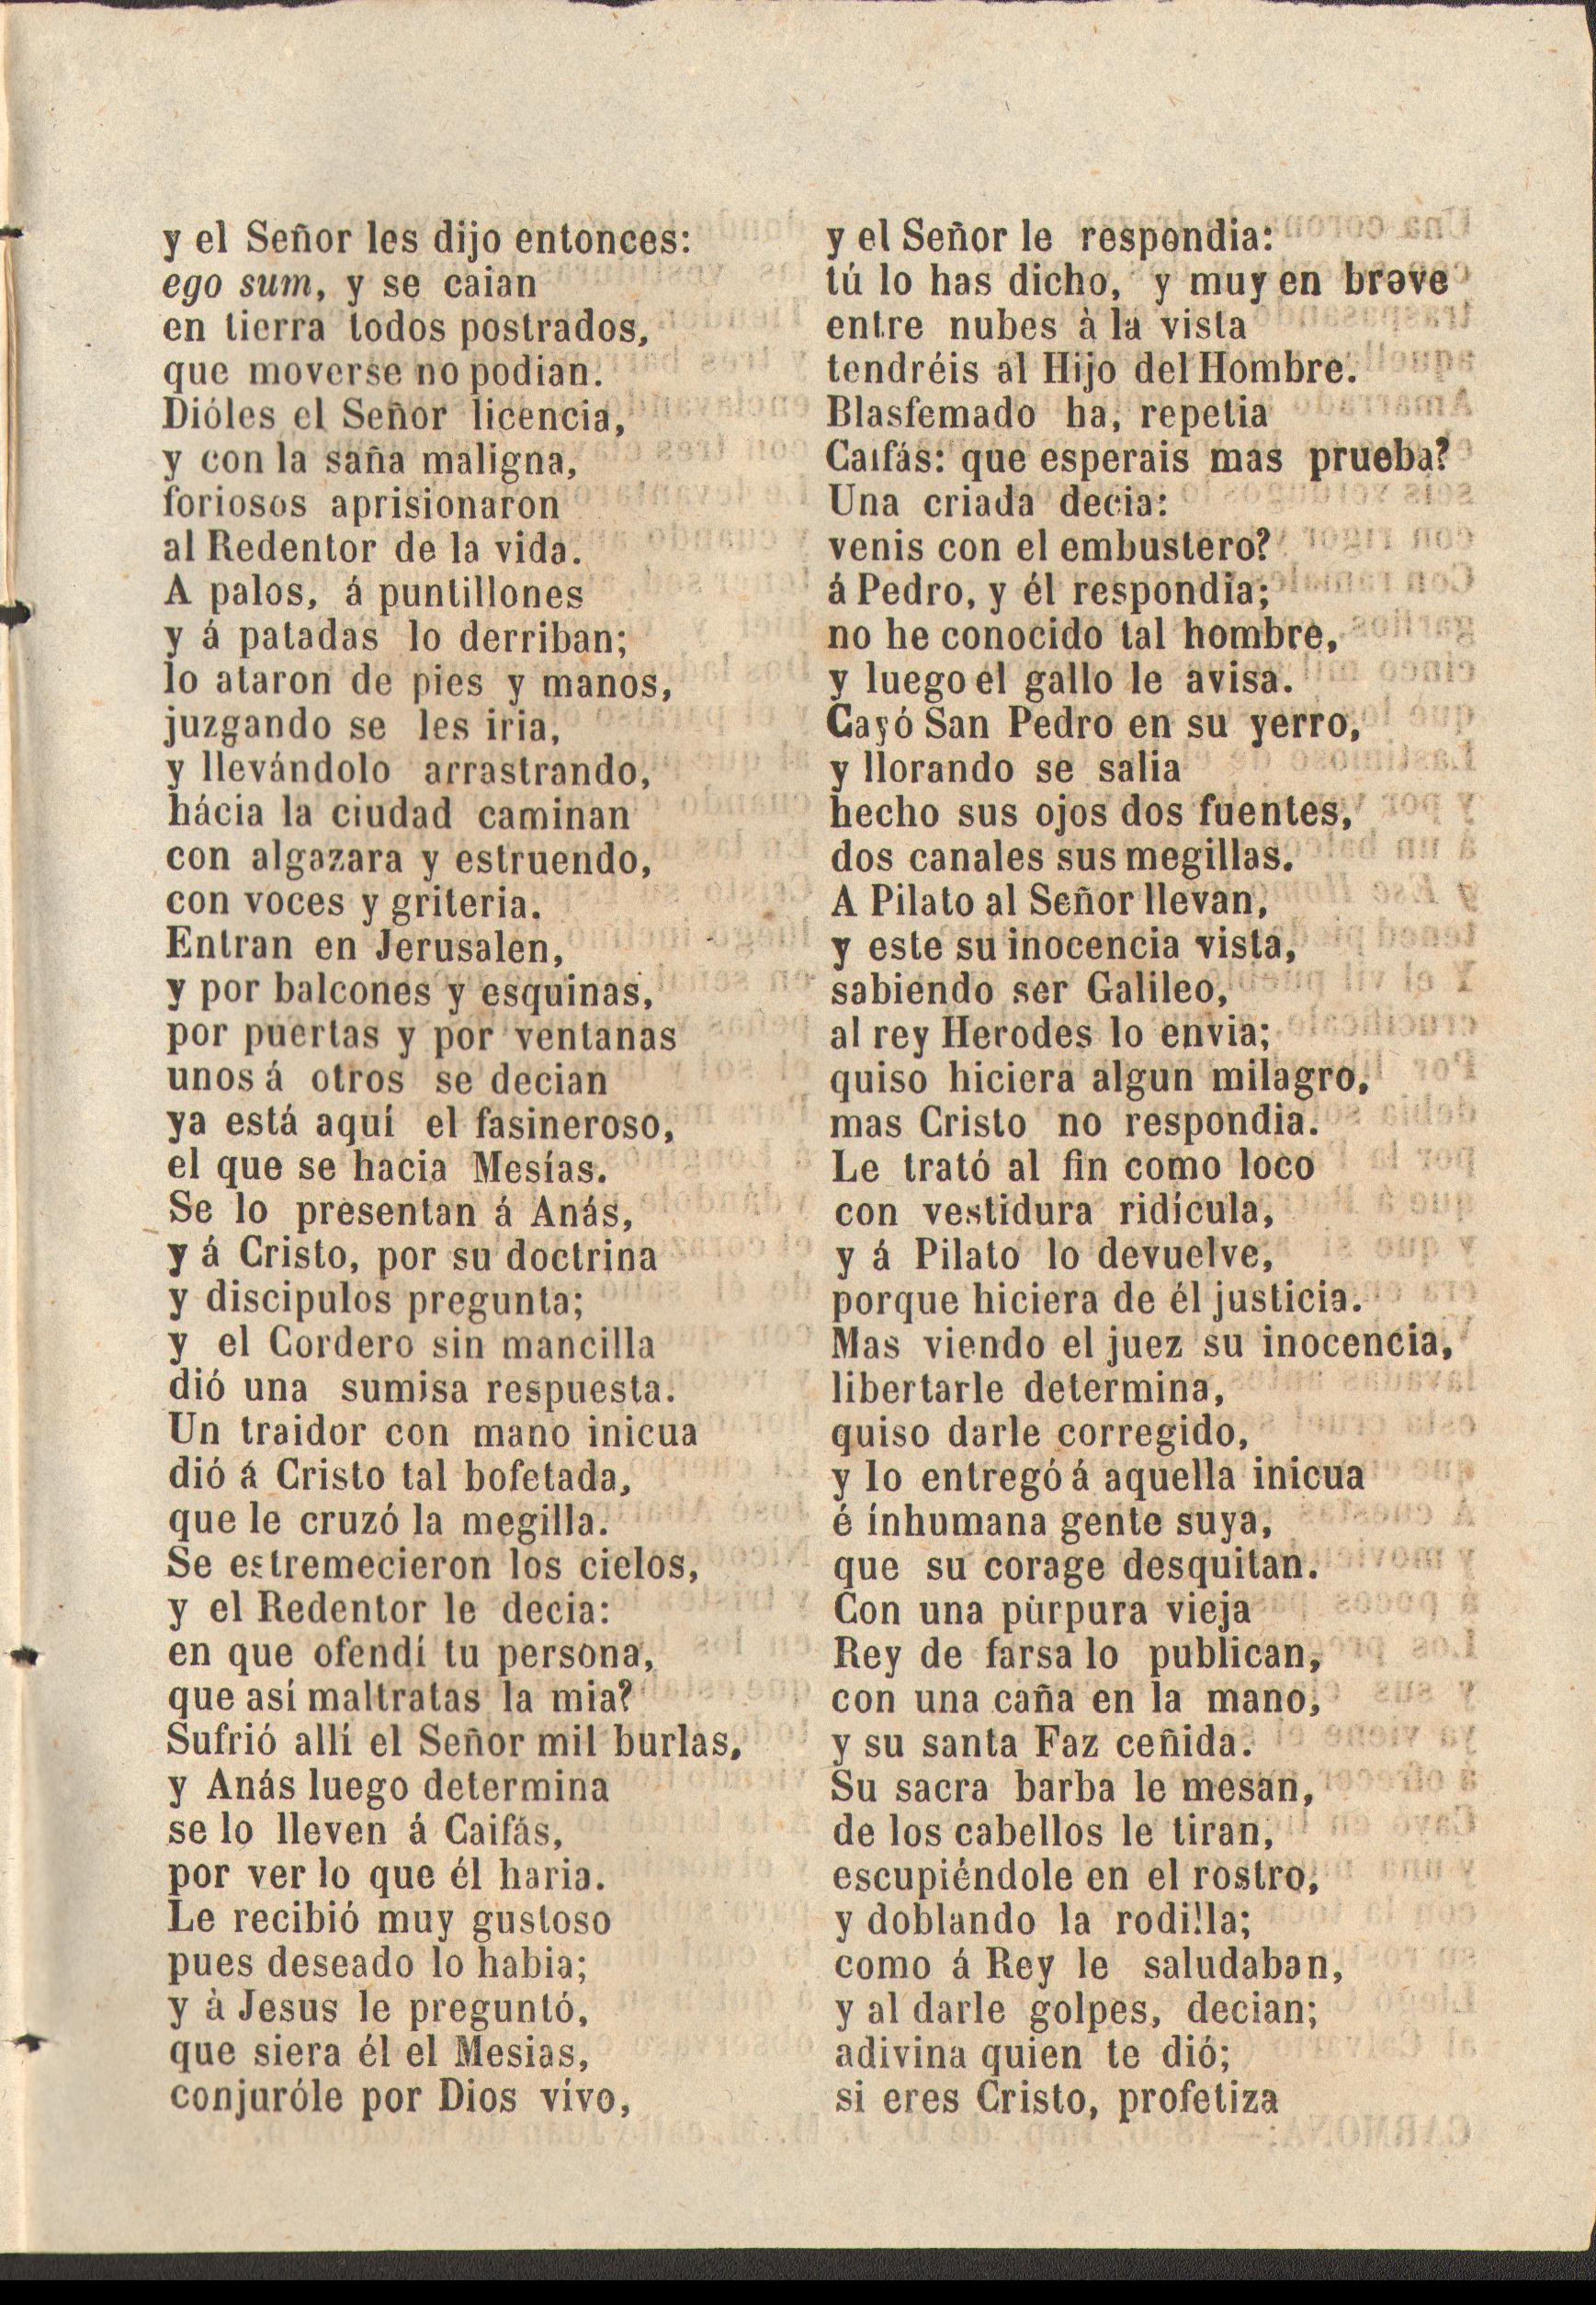 y el Señor les dijo entonces:
ego sum, y se caian
en tierra todos postrados,
que moverse no podian.
Dióles el Señor licencia,
y con la saña maligna,
foriosos aprisionaron
al Redentor de la vida.
A palos, á puntillones
y á patadas lo derriban;
lo ataron de pies y manos,
juzgando se les iria,
y llevándolo arrastrando,
hácia la ciudad caminan
con algazara y estruendo,
con voces y griteria.
Entran en Jerusalen,
y por balcones y esquinas,
por puertas y por ventanas
unos á otros se decian
ya está aquí el fasineroso,
el que se hacia Mesías.
Se lo presentan á Anás,
y á Cristo, por su doctrina
y discipulos pregunta;
y el Cordero sin mancilla
dió una sumisa respuesta.
Un traidor con mano inicua
dió á Cristo tal bofetada,
que le cruzó la megilla.
Se estremecieron los cielos,
y el Redentor le decia:
en que ofendí tu persona,
que así maltratas la mia?
Sufrió allí el Señor mil burlas,
y Anás luego determina
se lo lleven á Caifás,
por ver lo que él haria.
Le recibió muy gustoso
pues deseado lo habia;
y à Jesus le preguntó,
que siera él el Mesias,
conjuróle por Dios vivo,
y el Señor le respondia:
tú lo has dicho, y muy en breve
entre nubes à la vista
tendréis al Hijo del Hombre.
Blasfemado ha, repetia
Caifás: que esperais mas prueba?
Una criada decia:
venis con el embustero?
á Pedro, y él respondia;
no he conocido tal hombre,
y luego el gallo le avisa.
Cayó San Pedro en su yerro,
y llorando se salia
hecho sus ojos dos fuentes,
dos canales sus megillas.
A Pilato al Señor llevan,
y este su inocencia vista,
sabiendo ser Galileo,
al rey Herodes lo envia;
quiso hiciera algun milagro,
mas Cristo no respondia.
Le trató al fin como loco
con vestidura ridícula,
y á Pilato lo devuelve,
porque hiciera de él justicia.
Mas viendo el juez su inocencia,
libertarle determina,
quiso darle corregido,
y lo entregó á aquella inicua
é ínhumana gente suya,
que su corage desquitan.
Con una pùrpura vieja
Rey de farsa lo publican,
con una caña en la mano,
y su santa Faz ceñida.
Su sacra barba le mesan,
de los cabellos le tiran,
escupiéndole en el rostro,
y doblando la rodilla;
como á Rey le saludaban,
y al darle golpes, decian;
adivina quien te dió;
si eres Cristo, profetiza